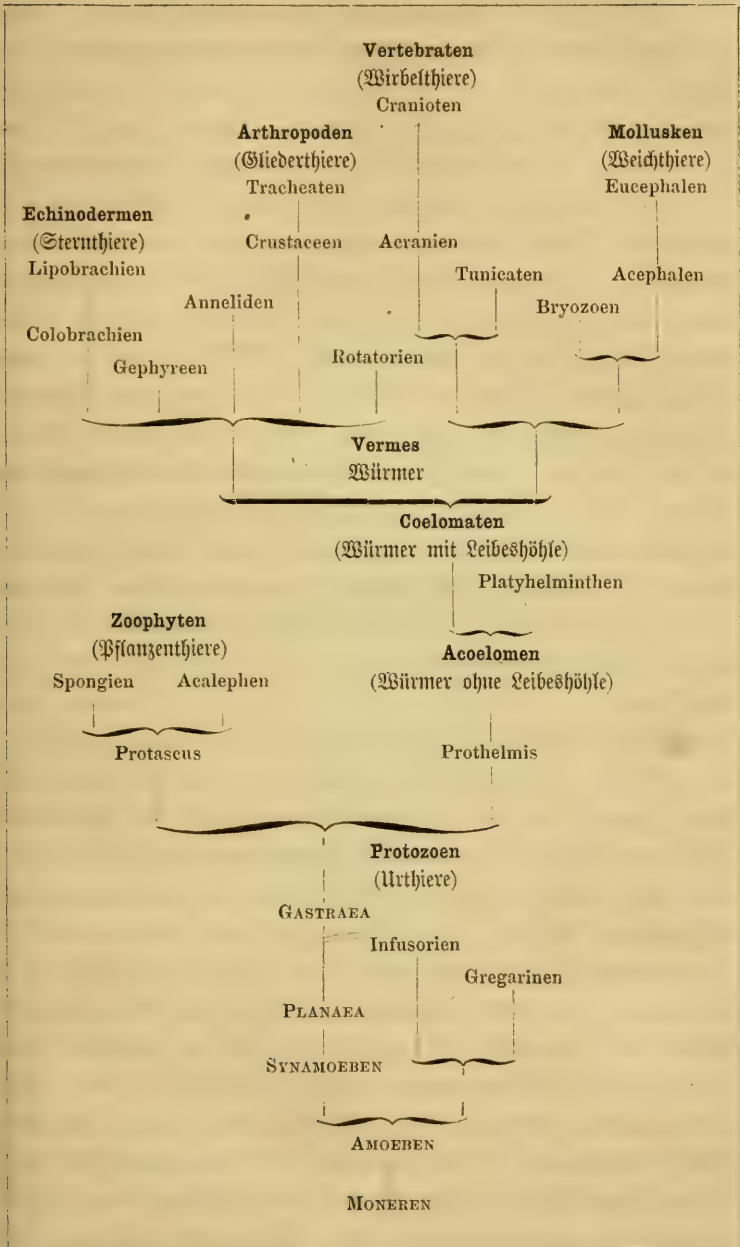 Vertebraten
(Wirbelthiere)
Cranioten
Arthropoden
(Gliederthiere)
Tracheaten
Mollusken
(Weichthiere)
Eucephalen
Echinodermen
(Sternthiere)
Lipobrachien
Crustaceen
Acranien
Tunicaten
Acephalen
Anneliden
Bryozoen
Colobrachien
Gephyreen
Rotatorien
Vermes
Würmer
Coelomaten
(Würmer mit Leibeshöhle)
Platyhelminthen
Zoophyten
(Pflanzenthiere)
Spongien
Acalephen
Acoelomen
(Würmer ohne Leibeshöhle)
Protascus
Prothelmis
Protozoen
(Urthiere)
GASTRAEA
Infusorien
Gregarinen
PLANAEA
SYNAMOEBEN
AMOEBEN
MONEREN